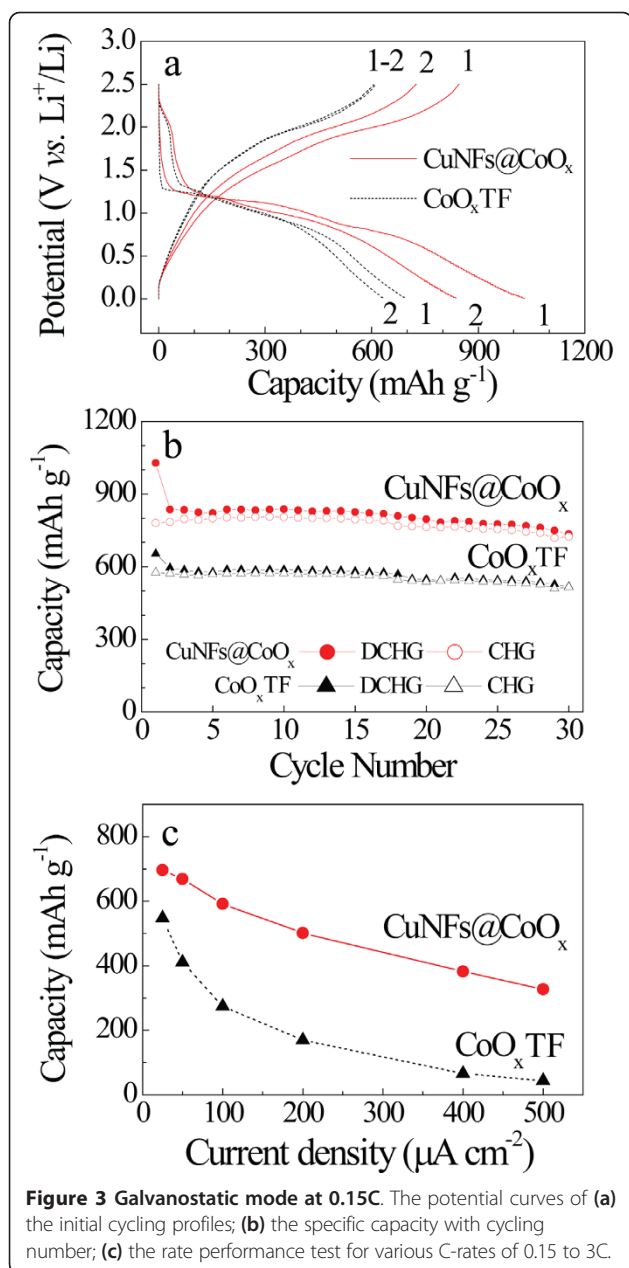 3.0
2.5
2.0
1.5
1.0
0.5
0.0
Potential (V vs. Li⁺/Li)
a
1-2 2 1
CuNFs@CoOₓ
CoOₓTF
2 1 2 1
0 300 600 900 1200
Capacity (mAh g⁻¹)
1200
900
600
300
0
Capacity (mAh g⁻¹)
b
CuNFs@CoOₓ
CoOₓTF
CuNFs@CoOₓ DCHG CHG
CoOₓTF DCHG CHG
0 5 10 15 20 25 30
Cycle Number
800
600
400
200
0
Capacity (mAh g⁻¹)
c
CuNFs@CoOₓ
CoOₓTF
100 200 300 400 500
Current density (μA cm⁻²)
Figure 3 Galvanostatic mode at 0.15C. The potential curves of (a)
the initial cycling profiles; (b) the specific capacity with cycling
number; (c) the rate performance test for various C-rates of 0.15 to 3C.